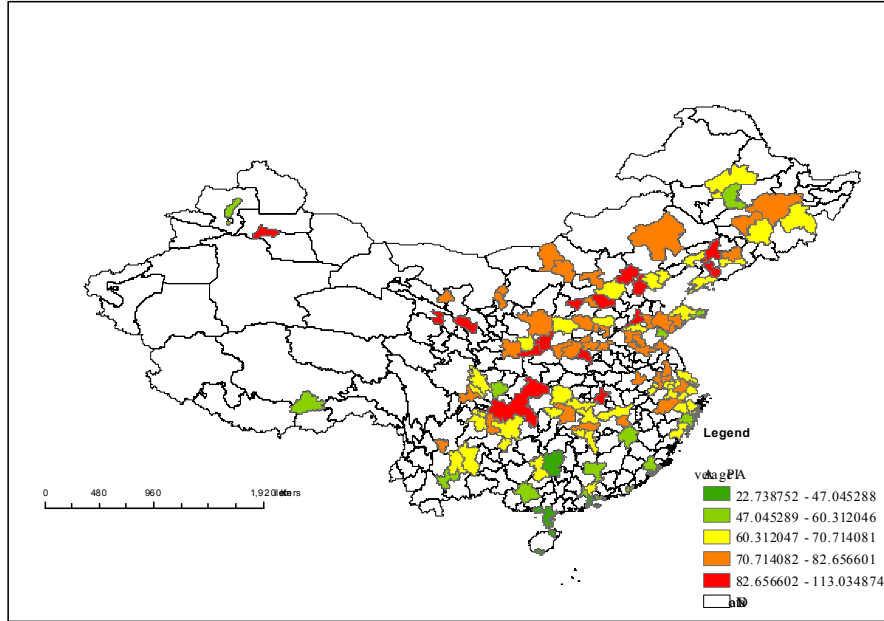 Legend
22.738752 - 47.045288
47.045289 - 60.312046
60.312047 - 70.714081
70.714082 - 82.656601
82.656602 - 113.034874
0 480 960 1,920